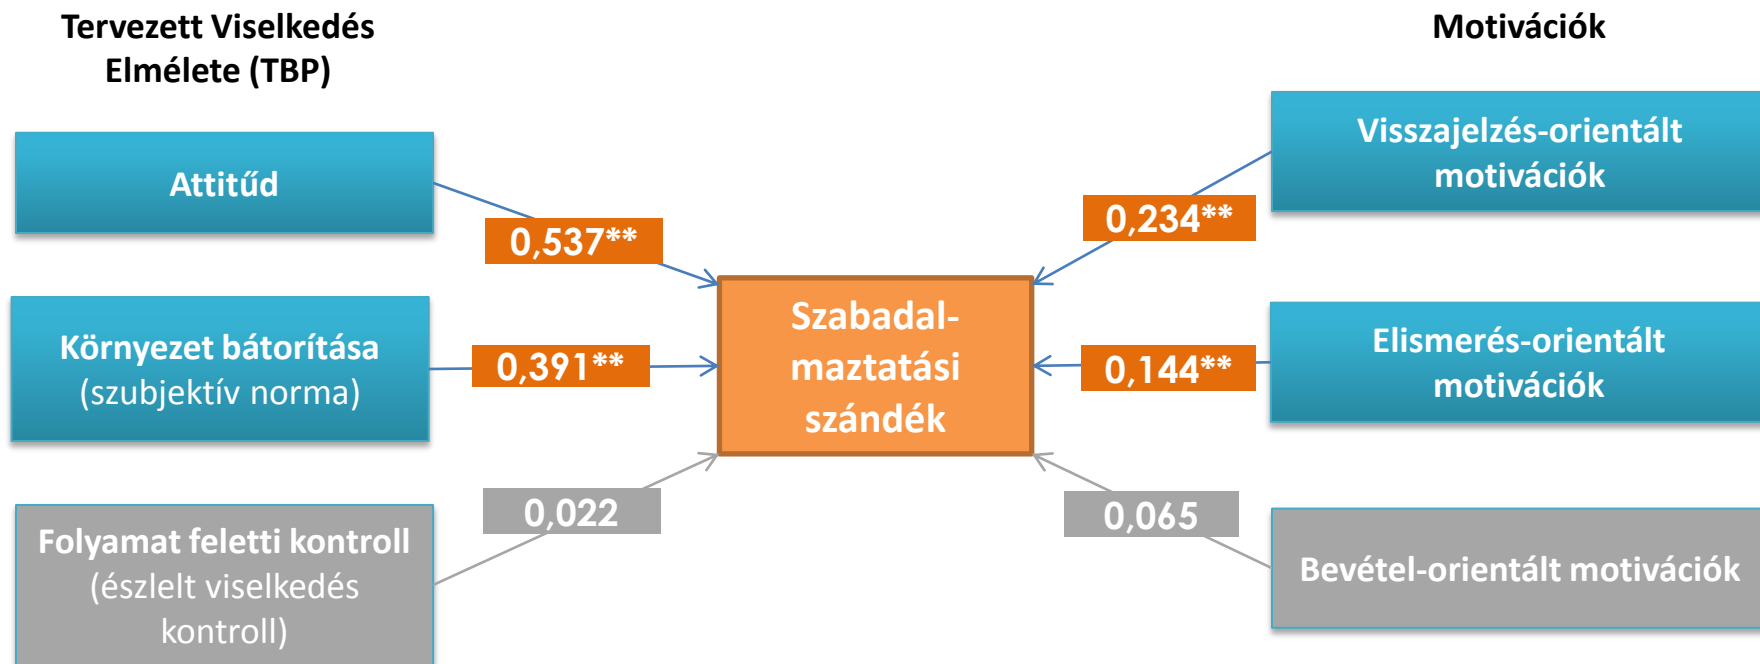 Tervezett Viselkedés
Elmélete (TBP)
Motivációk
Attitűd
0,537**
Környezet bátorítása
(szubjektív norma)
0,391**
Folyamat feletti kontroll
(észlelt viselkedés
kontroll)
0,022
Szabadal-
maztatási
szándék
Visszajelzés-orientált
motivációk
0,234**
Elismerés-orientált
motivációk
0,144**
Bevétel-orientált motivációk
0,065